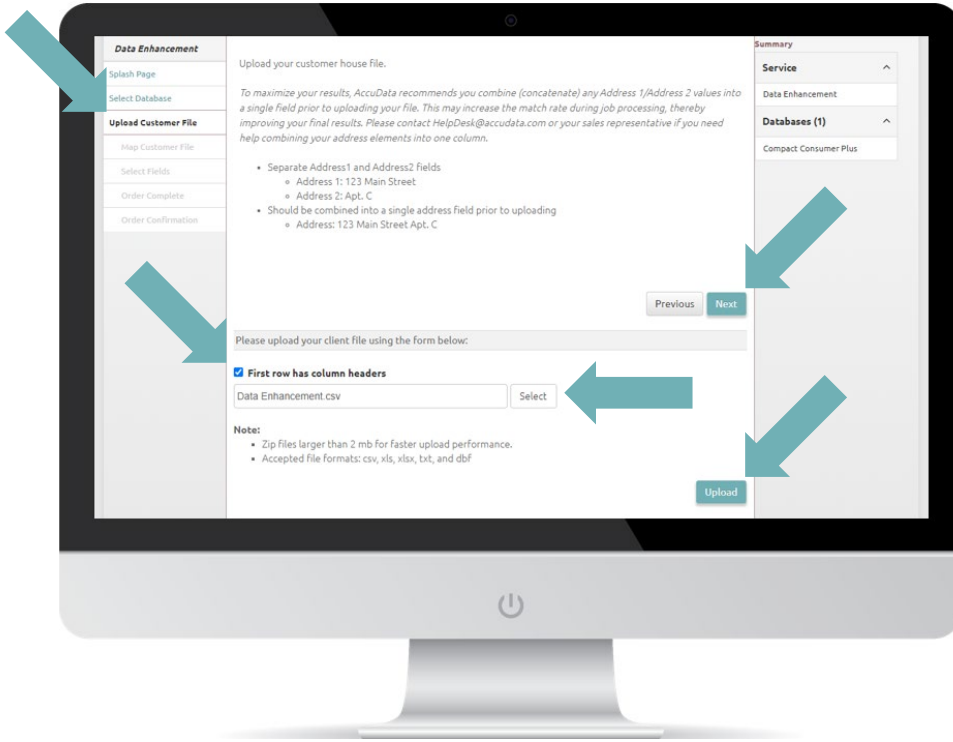 Data Enhancement
Splash Page
Select Database
Upload Customer File
Map Customer File
Select Fields
Order Complete
Order Confirmation
Upload your customer house file.
To maximize your results, AccuData recommends you combine (concatenate) any Address 1/Address 2 values into
a single field prior to uploading your file. This may increase the match rate during job processing, thereby
improving your final results. Please contact HelpDesk@accudata.com or your sales representative if you need
help combining your address elements into one column.
• Separate Address1 and Address2 fields
◦ Address 1: 123 Main Street
◦ Address 2: Apt. C
• Should be combined into a single address field prior to uploading
◦ Address: 123 Main Street Apt. C
Previous Next
Please upload your client file using the form below:
First row has column headers
Data Enhancement.csv Select
Note:
• Zip files larger than 2 mb for faster upload performance.
• Accepted file formats: csv, xls, xlsx, txt, and dbf
Upload
Summary
Service
Data Enhancement
Databases (1)
Compact Consumer Plus